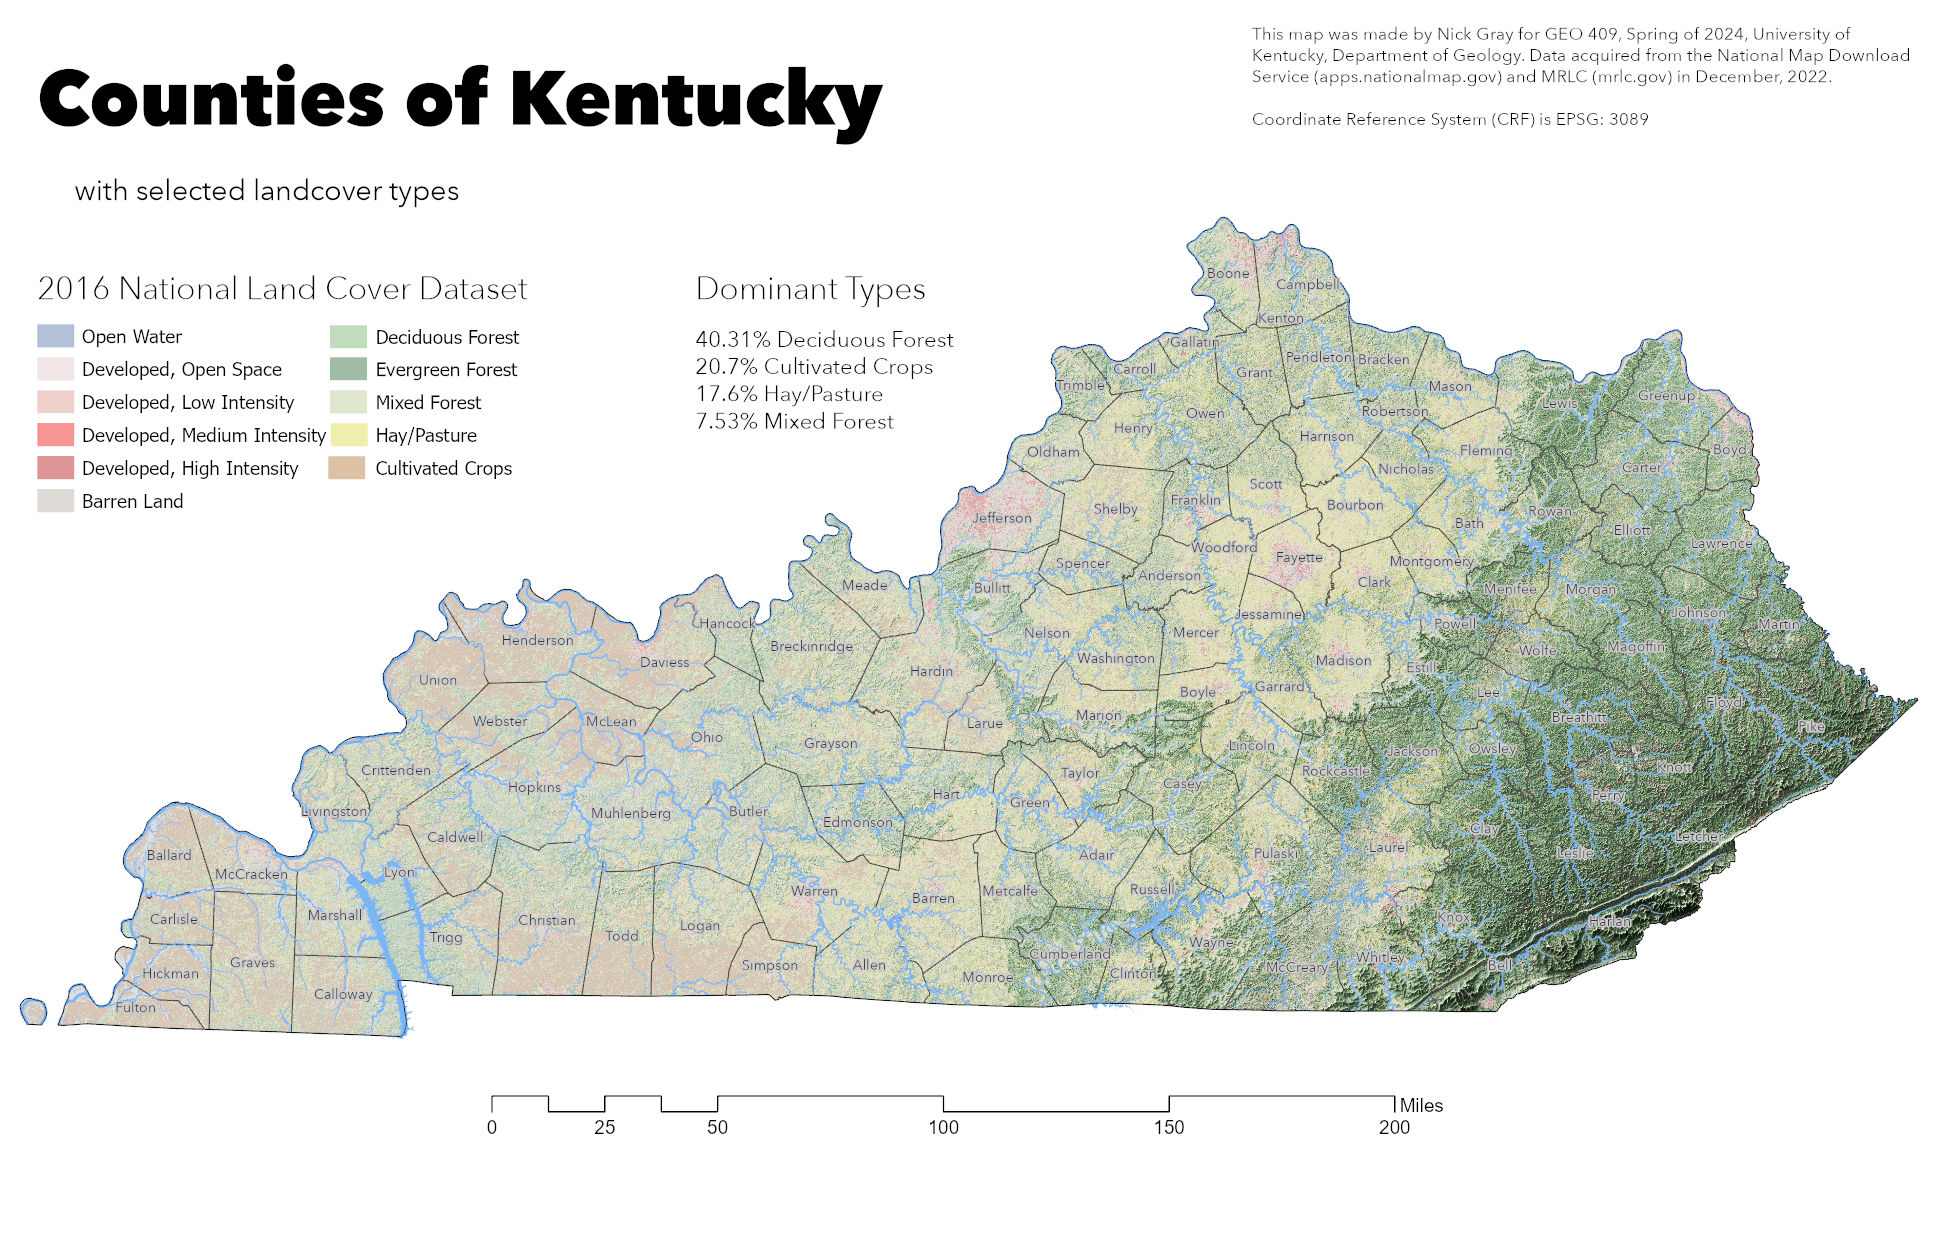 This map was made by Nick Gray for GEO 409, Spring of 2024, University of
Kentucky, Department of Geology. Data acquired from the National Map Download
Service (apps.nationalmap.gov) and MRLC (mrlc.gov) in December, 2022.
Coordinate Reference System (CRF) is EPSG: 3089
Counties of Kentucky
with selected landcover types
2016 National Land Cover Dataset
Open Water
Developed, Open Space
Developed, Low Intensity
Developed, Medium Intensity
Developed, High Intensity
Barren Land
Deciduous Forest
Evergreen Forest
Mixed Forest
Hay/Pasture
Cultivated Crops
Dominant Types
40.31% Deciduous Forest
20.7% Cultivated Crops
17.6% Hay/Pasture
7.53% Mixed Forest
Boone
Campbell
Kenton
Gallatin
Pendleton
Bracken
Carroll
Grant
Trimble
Mason
Lewis
Greenup
Owen
Robertson
Henry
Harrison
Oldham
Fleming
Boyd
Nicholas
Carter
Scott
Franklin
Bourbon
Shelby
Jefferson
Rowan
Bath
Elliott
Woodford
Lawrence
Fayette
Spencer
Montgomery
Anderson
Clark
Meade
Bullitt
Menifee
Morgan
Jessamine
Johnson
Hancock
Powell
Martin
Henderson
Nelson
Mercer
Breckinridge
Magoffin
Wolfe
Daviess
Washington
Madison
Estill
Hardin
Union
Boyle
Garrard
Lee
Floyd
Webster
McLean
Larue
Marion
Breathitt
Pike
Ohio
Grayson
Lincoln
Jackson
Owsley
Crittenden
Taylor
Rockcastle
Knott
Hopkins
Casey
Hart
Green
Perry
Livingston
Muhlenberg
Butler
Edmonson
Clay
Caldwell
Letcher
Ballard
Adair
Pulaski
Laurel
Leslie
McCracken
Lyon
Warren
Metcalfe
Russell
Barren
Carlisle
Marshall
Christian
Logan
Knox
Harlan
Trigg
Todd
Wayne
Graves
Simpson
Allen
Cumberland
Whitley
Hickman
Monroe
Clinton
McCreary
Bell
Calloway
Fulton
Miles
0 25 50 100 150 200